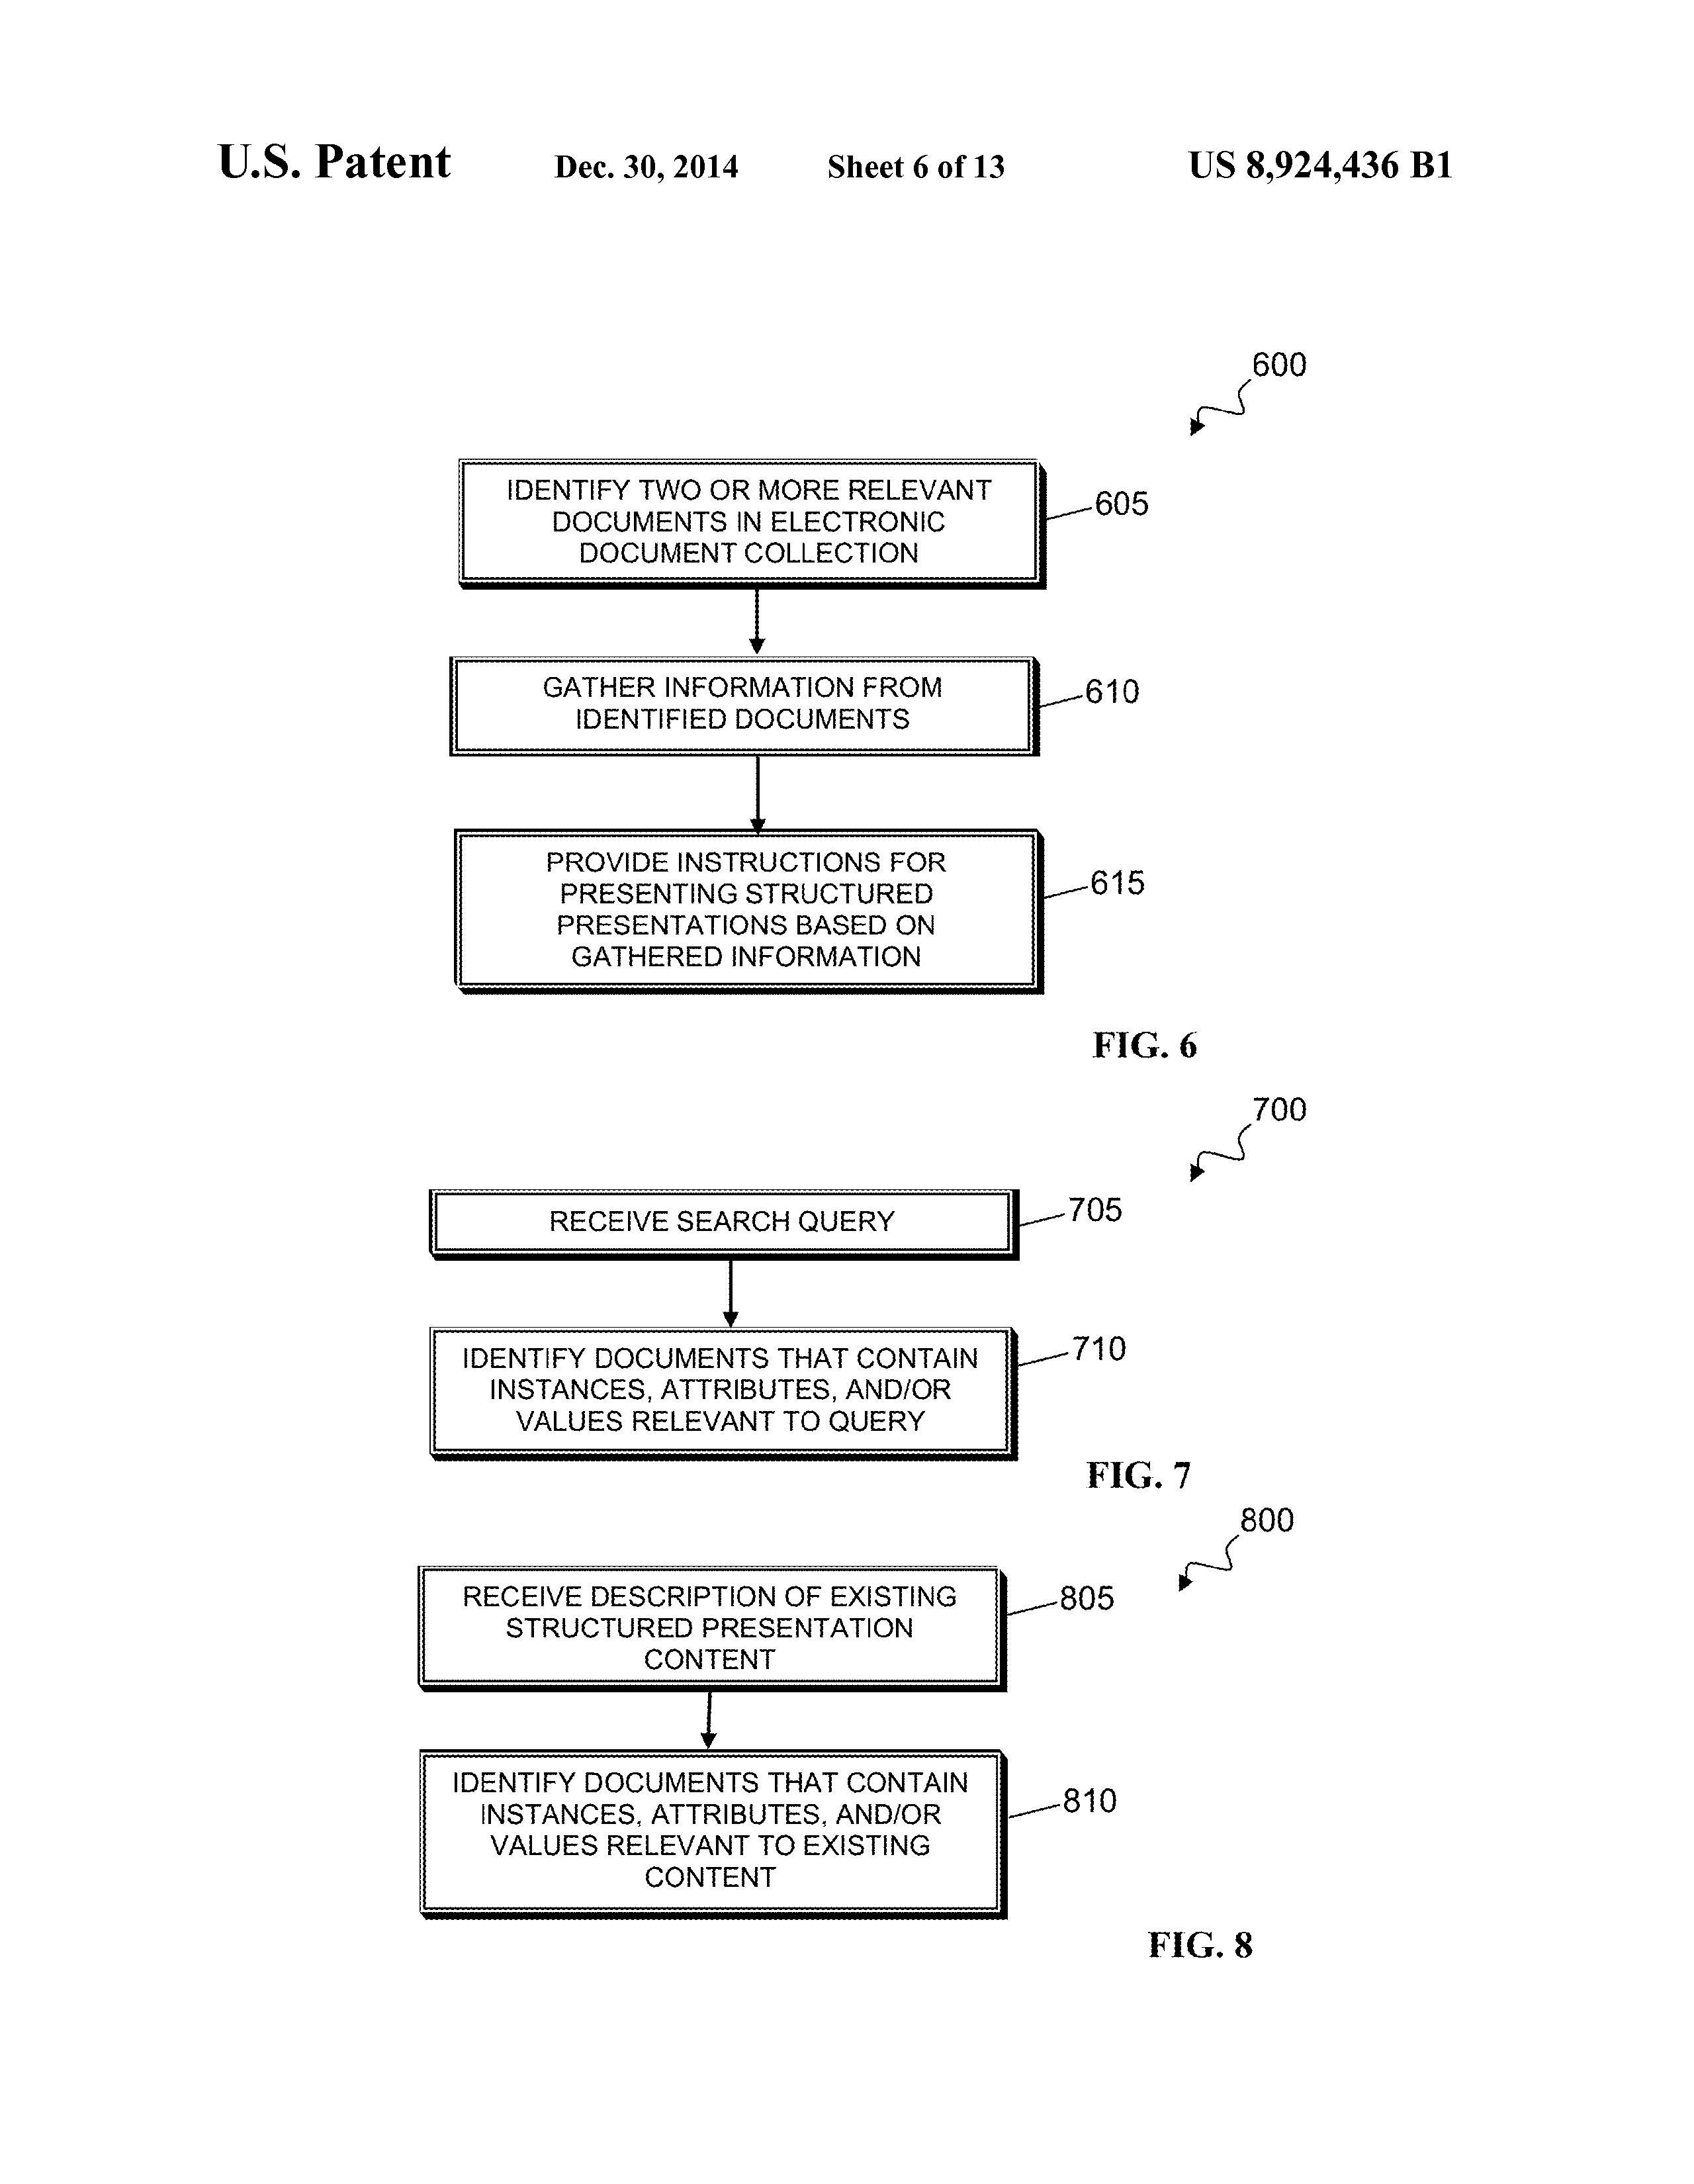 U.S. Patent Dec. 30, 2014 Sheet 6 of 13 US 8,924,436 B1
600
IDENTIFY TWO OR MORE RELEVANT
DOCUMENTS IN ELECTRONIC
DOCUMENT COLLECTION
605
GATHER INFORMATION FROM
IDENTIFIED DOCUMENTS
610
PROVIDE INSTRUCTIONS FOR
PRESENTING STRUCTURED
PRESENTATIONS BASED ON
GATHERED INFORMATION
615
FIG. 6
700
RECEIVE SEARCH QUERY
705
IDENTIFY DOCUMENTS THAT CONTAIN
INSTANCES, ATTRIBUTES, AND/OR
VALUES RELEVANT TO QUERY
710
FIG. 7
800
RECEIVE DESCRIPTION OF EXISTING
STRUCTURED PRESENTATION
CONTENT
805
IDENTIFY DOCUMENTS THAT CONTAIN
INSTANCES, ATTRIBUTES, AND/OR
VALUES RELEVANT TO EXISTING
CONTENT
810
FIG. 8